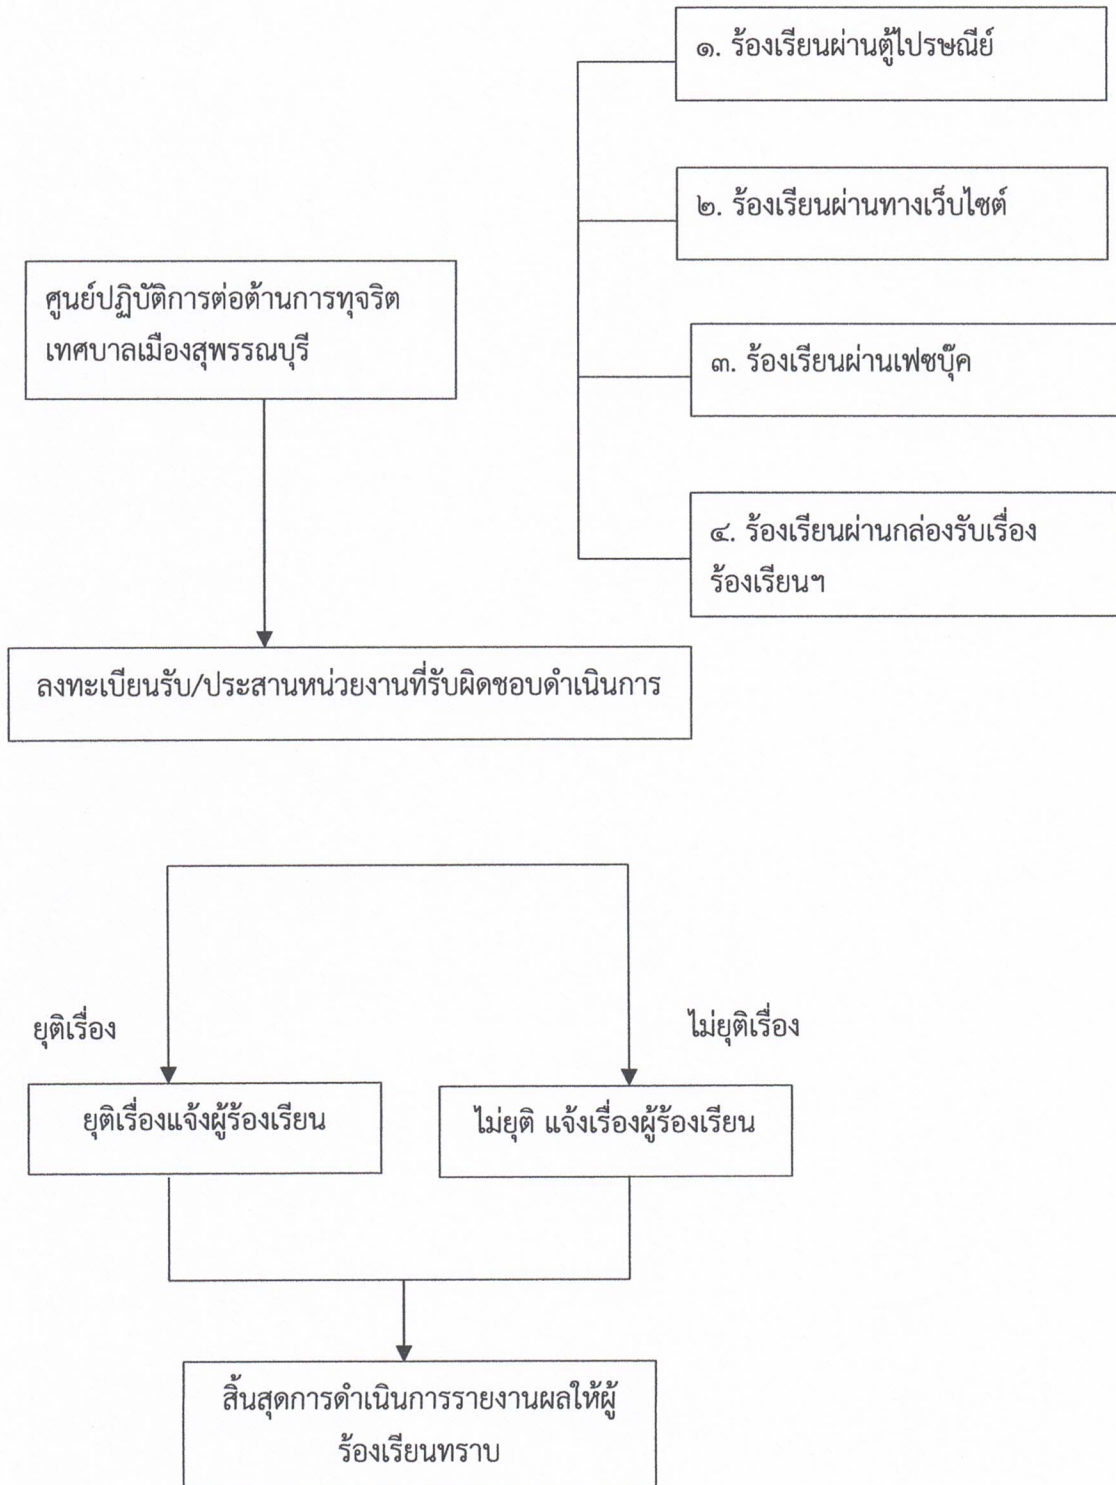 ๑. ร้องเรียนผ่านตู้ไปรษณีย์
๒. ร้องเรียนผ่านทางเว็บไซต์
ศูนย์ปฏิบัติการต่อต้านการทุจริต
เทศบาลเมืองสุพรรณบุรี
๓. ร้องเรียนผ่านเฟซบุ๊ค
๔. ร้องเรียนผ่านกล่องรับเรื่อง
ร้องเรียนฯ
ลงทะเบียนรับ/ประสานหน่วยงานที่รับผิดชอบดำเนินการ
ยุติเรื่อง
ไม่ยุติเรื่อง
ยุติเรื่องแจ้งผู้ร้องเรียน
ไม่ยุติ แจ้งเรื่องผู้ร้องเรียน
สิ้นสุดการดำเนินการรายงานผลให้ผู้
ร้องเรียนทราบ